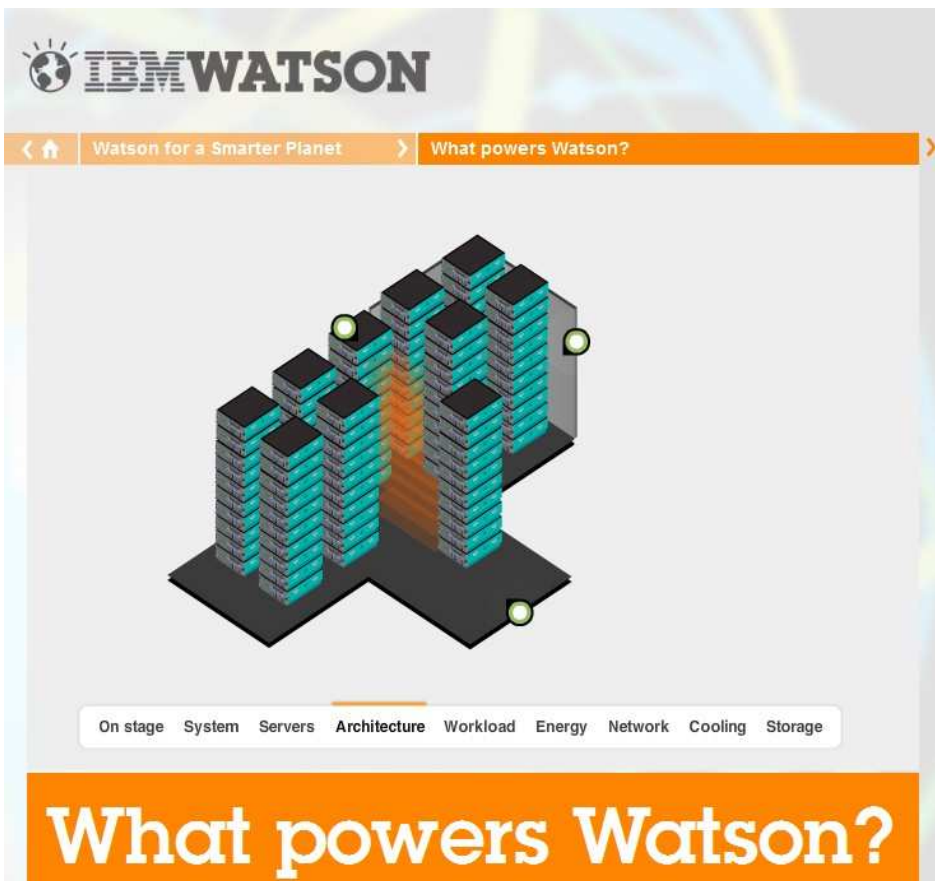 IBMWATSON
Watson for a Smarter Planet What powers Watson?
On stage System Servers Architecture Workload Energy Network Cooling Storage
What powers Watson?